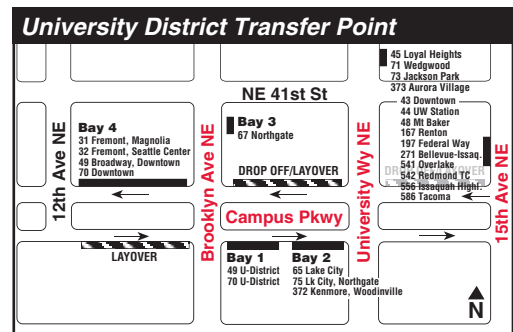 University District Transfer Point
45 Loyal Heights
71 Wedgwood
73 Jackson Park
373 Aurora Village
NE 41st St
43 Downtown
44 UW Station
48 Mt Baker
167 Renton
197 Federal Way
271 Bellevue-Issaq.
541 Overlake
542 Redmond TC
556 Issaquah Highl.
586 Tacoma
12th Ave NE
Bay 4
31 Fremont, Magnolia
32 Fremont, Seattle Center
49 Broadway, Downtown
70 Downtown
Brooklyn Ave NE
Bay 3
67 Northgate
DROP OFF/LAYOVER
University Wy NE
DROP OFF/LAYOVER
15th Ave NE
Campus Pkwy
LAYOVER
Bay 1
49 U-District
70 U-District
Bay 2
65 Lake City
75 Lk City, Northgate
372 Kenmore, Woodinville
N